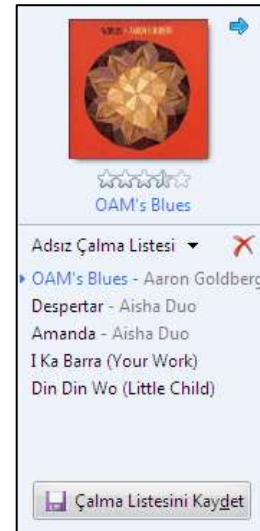 OAM's Blues
Adsız Çalma Listesi
OAM's Blues - Aaron Goldberg
Despertar - Aisha Duo
Amanda - Aisha Duo
I Ka Barra (Your Work)
Din Din Wo (Little Child)
Çalma Listesini Kaydet